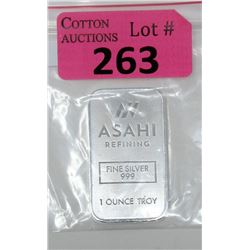 COTTON
AUCTIONS
Lot #
263
ASAHI
REFINING
FINE SILVER
999
1 OUNCE TROY